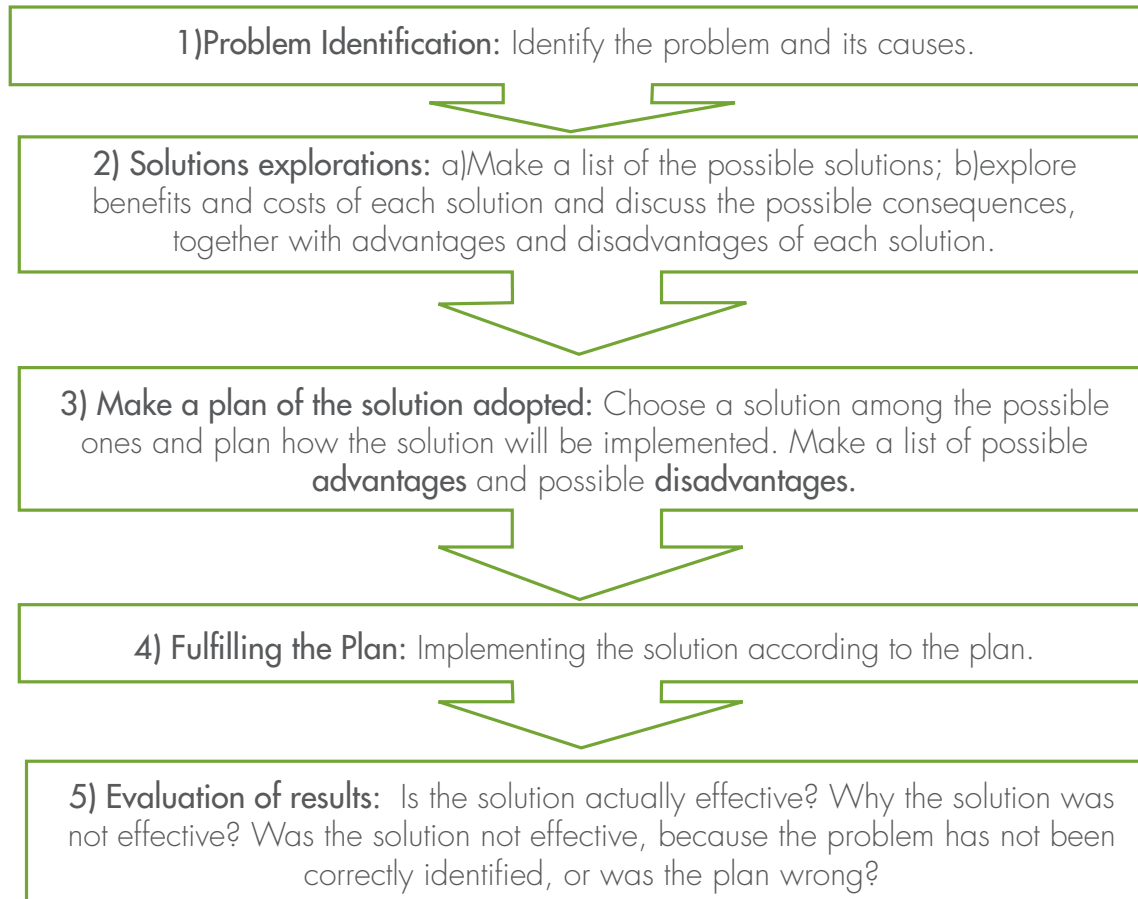 1)Problem Identification: Identify the problem and its causes.
2) Solutions explorations: a)Make a list of the possible solutions; b)explore
benefits and costs of each solution and discuss the possible consequences,
together with advantages and disadvantages of each solution.
3) Make a plan of the solution adopted: Choose a solution among the possible
ones and plan how the solution will be implemented. Make a list of possible
advantages and possible disadvantages.
4) Fulfilling the Plan: Implementing the solution according to the plan.
5) Evaluation of results: Is the solution actually effective? Why the solution was
not effective? Was the solution not effective, because the problem has not been
correctly identified, or was the plan wrong?